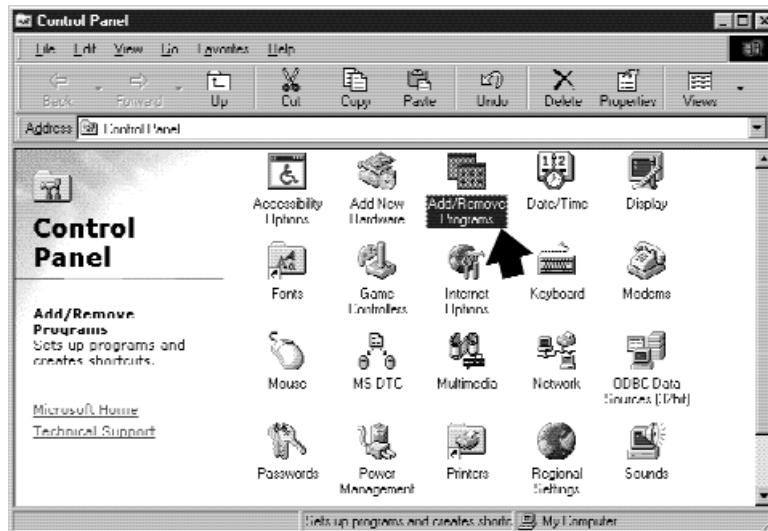 Control Panel
File Edit View Go Favorites Help
Back Forward Up Cut Copy Paste Undo Delete Properties Views
Address Control Panel
Control
Panel
Add/Remove
Programs
Sets up programs and
creates shortcuts.
Microsoft Home
Technical Support
Accessibility
Options
Add New
Hardware
Add/Remove
Programs
Date/Time
Display
Fonts
Game
Controllers
Internet
Options
Keyboard
Modems
Mouse
MS DTC
Multimedia
Network
ODBC Data
Sources (32bit)
Passwords
Power
Management
Printers
Regional
Settings
Sounds
Sets up programs and creates shortc My Computer